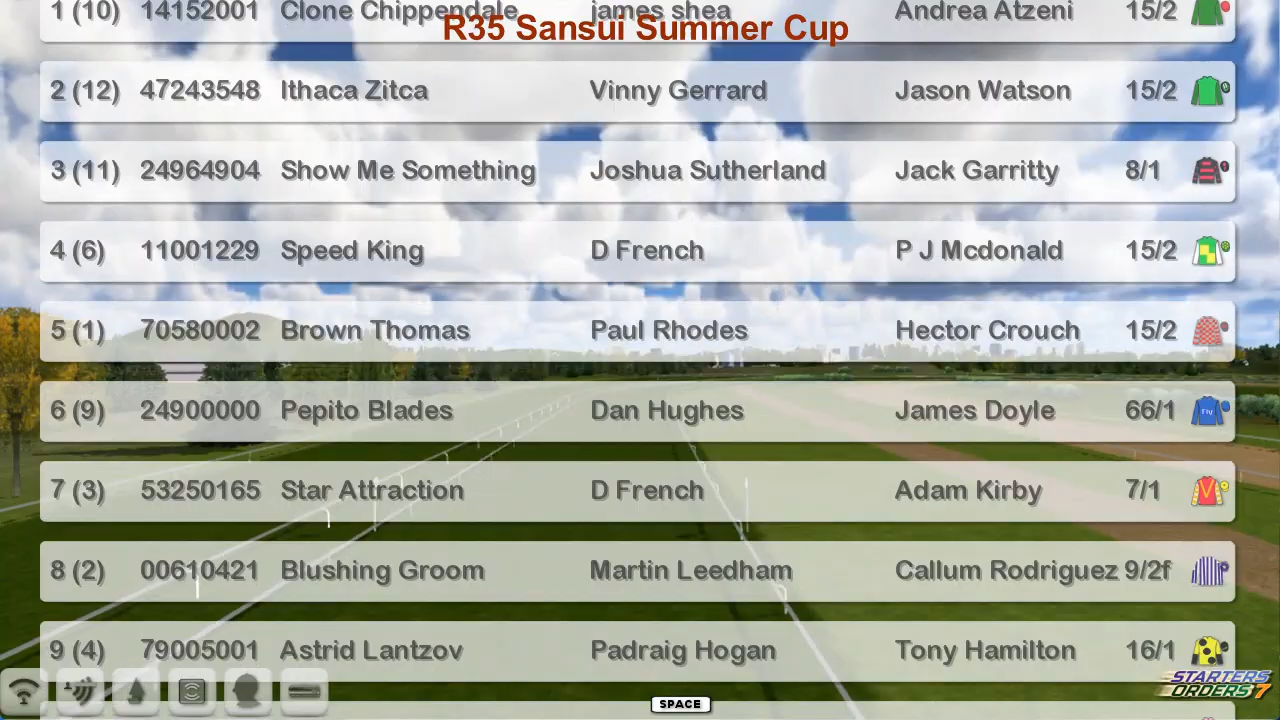 1 (10) 14152001 Clone Chippendale james shea Andrea Atzeni 15/2
R35 Sansui Summer Cup
2 (12) 47243548 Ithaca Zitca Vinny Gerrard Jason Watson 15/2
3 (11) 24964904 Show Me Something Joshua Sutherland Jack Garritty 8/1
4 (6) 11001229 Speed King D French P J Mcdonald 15/2
5 (1) 70580002 Brown Thomas Paul Rhodes Hector Crouch 15/2
6 (9) 24900000 Pepito Blades Dan Hughes James Doyle 66/1
7 (3) 53250165 Star Attraction D French Adam Kirby 7/1
8 (2) 00610421 Blushing Groom Martin Leedham Callum Rodriguez 9/2f
9 (4) 79005001 Astrid Lantzov Padraig Hogan Tony Hamilton 16/1
STARTERS
ORDERS 7
SPACE